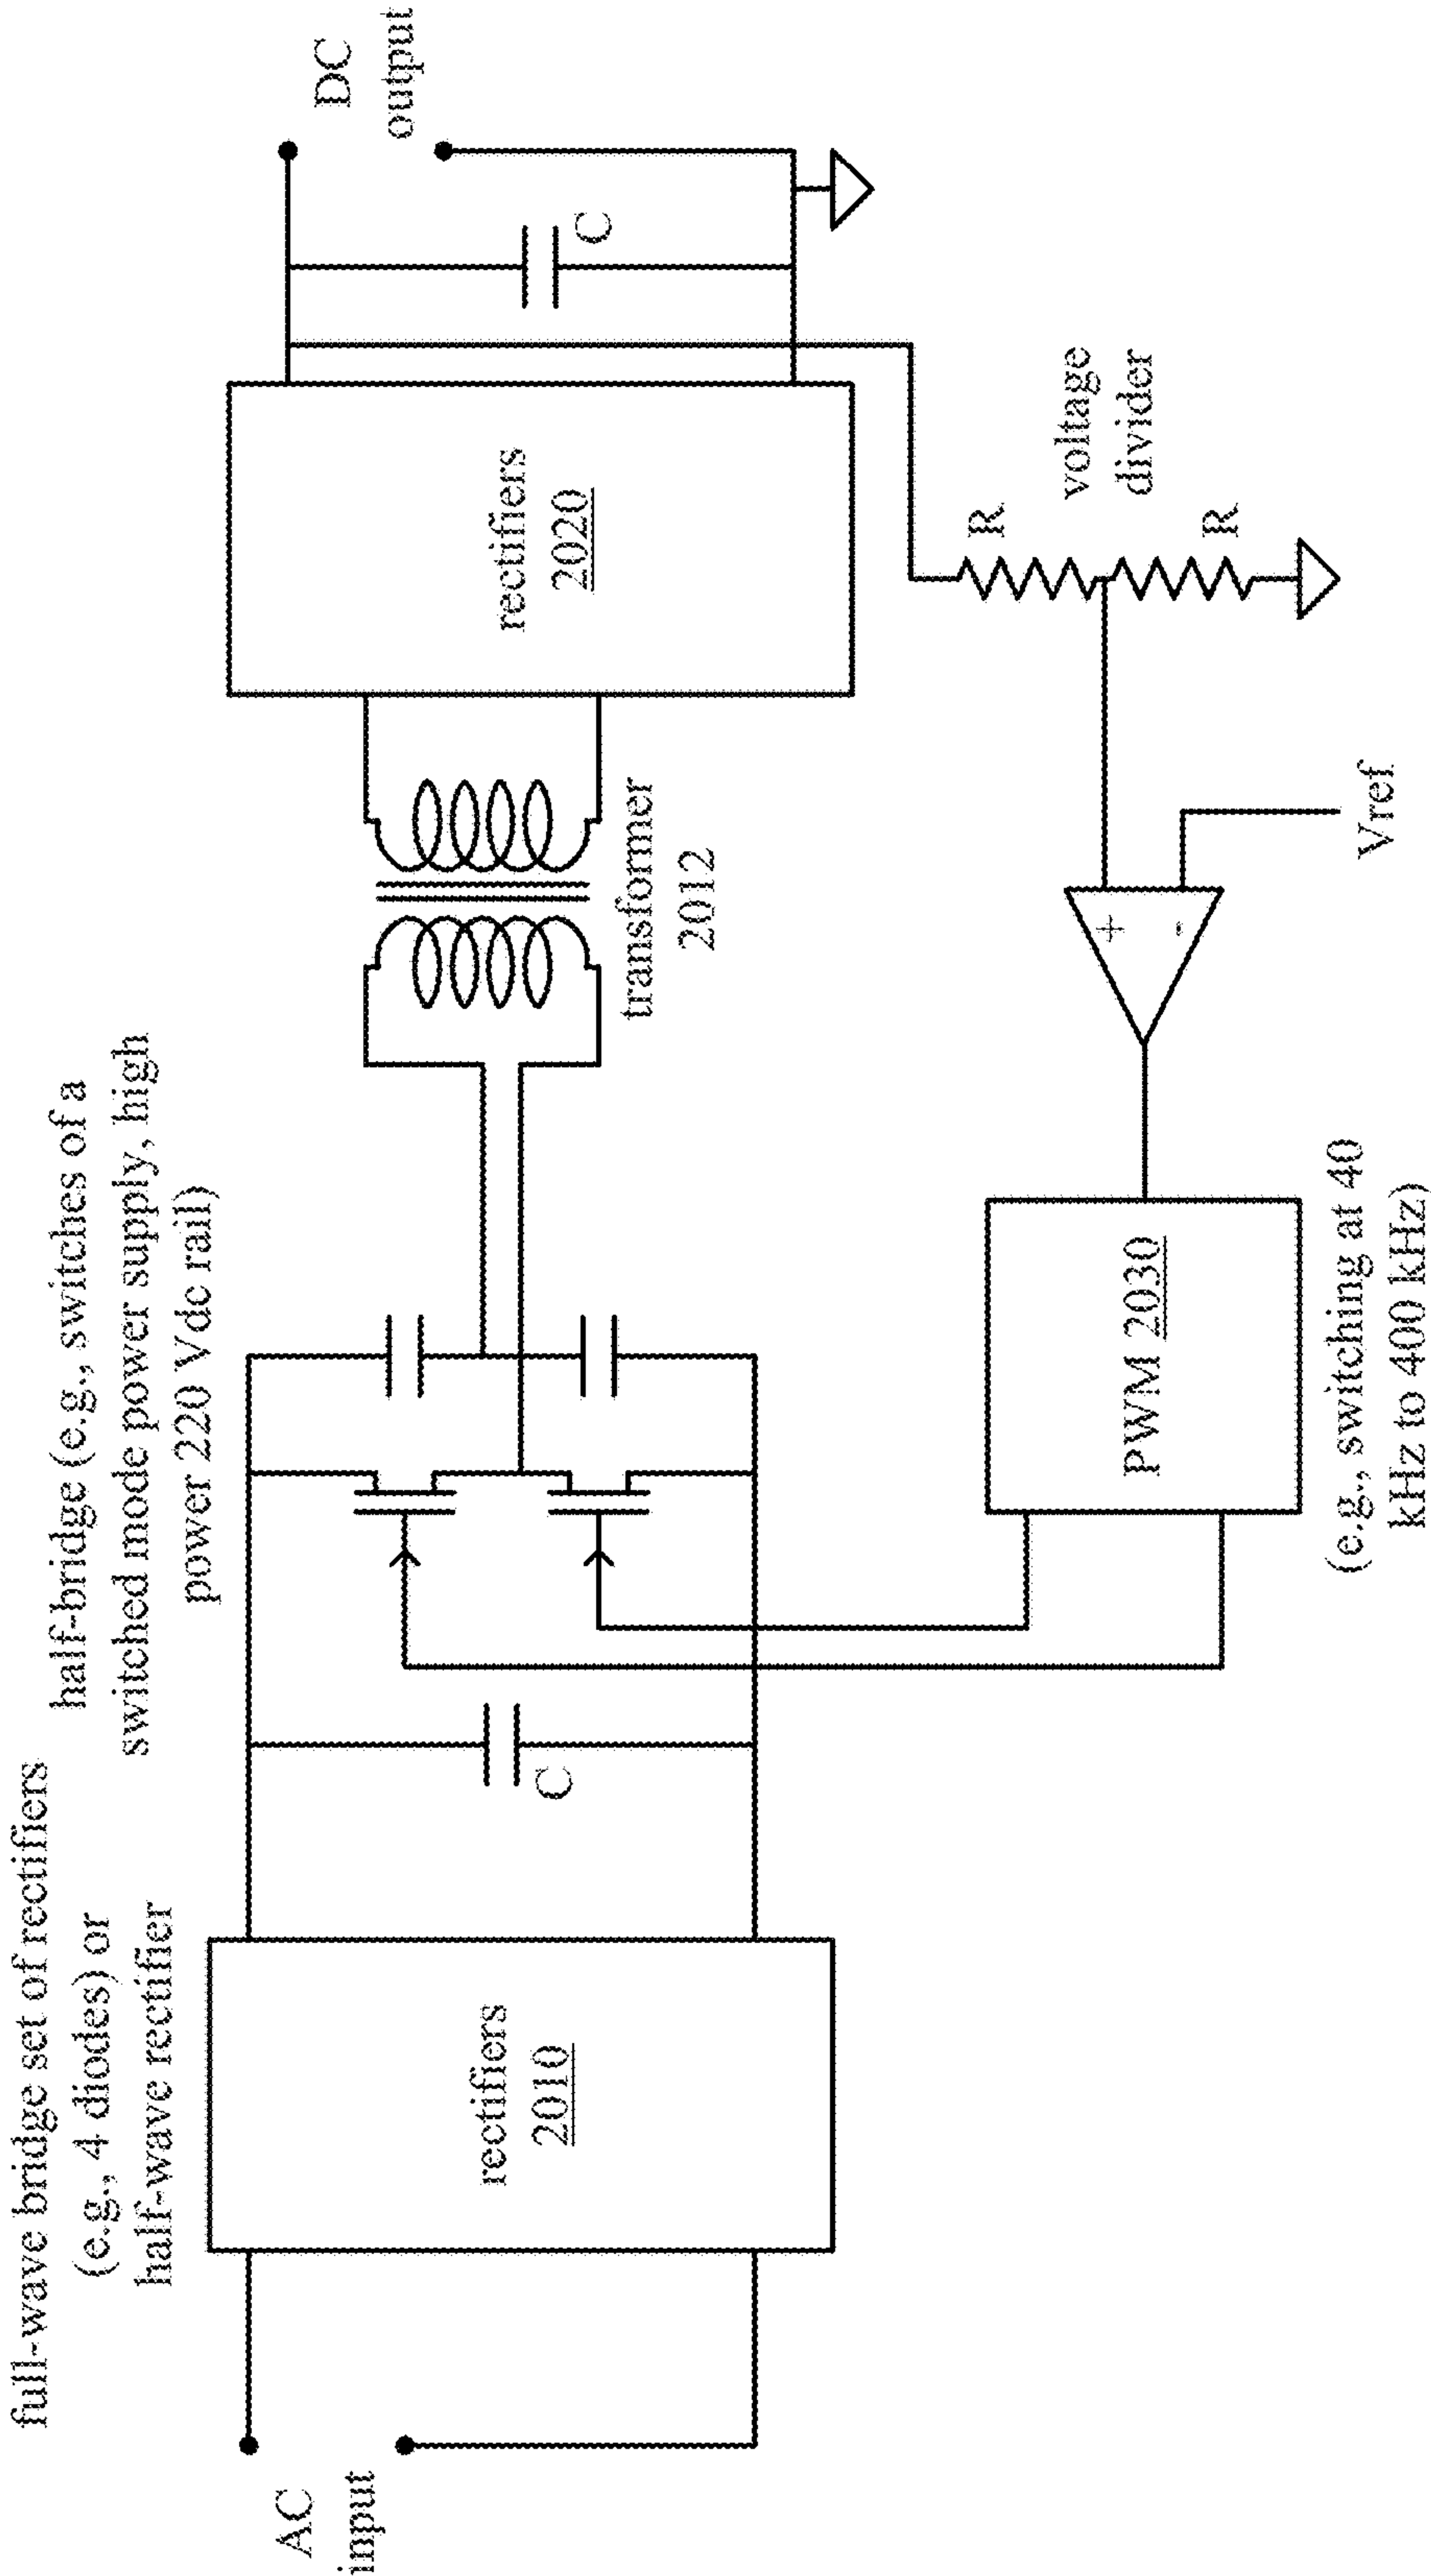 full-wave bridge set of rectifiers
(e.g., 4 diodes) or
half-wave rectifier
half-bridge (e.g., switches of a
switched mode power supply, high
power 220 Vdc rail)
AC
input
rectifiers
2010
C
transformer
2012
rectifiers
2020
C
DC
output
voltage
divider
R
R
+
-
Vref
PWM 2030
(e.g., switching at 40
kHz to 400 kHz)